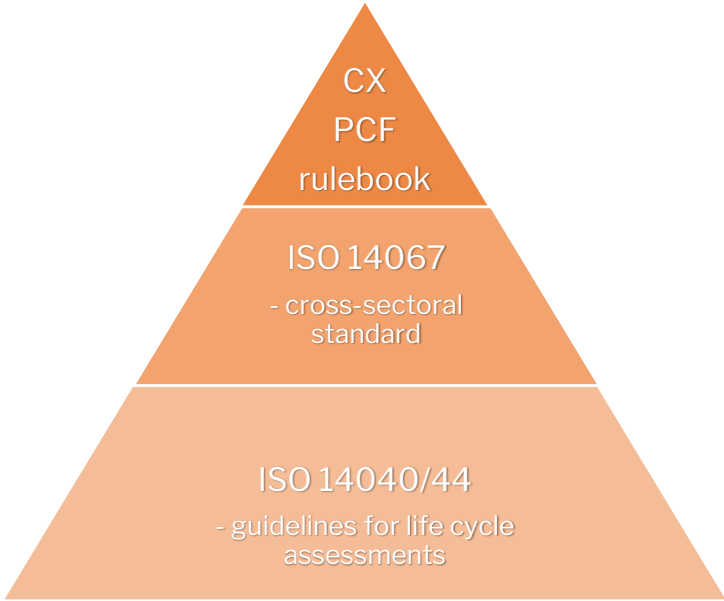 CX
PCF
rulebook
ISO 14067
- cross-sectoral
standard
ISO 14040/44
- guidelines for life cycle
assessments